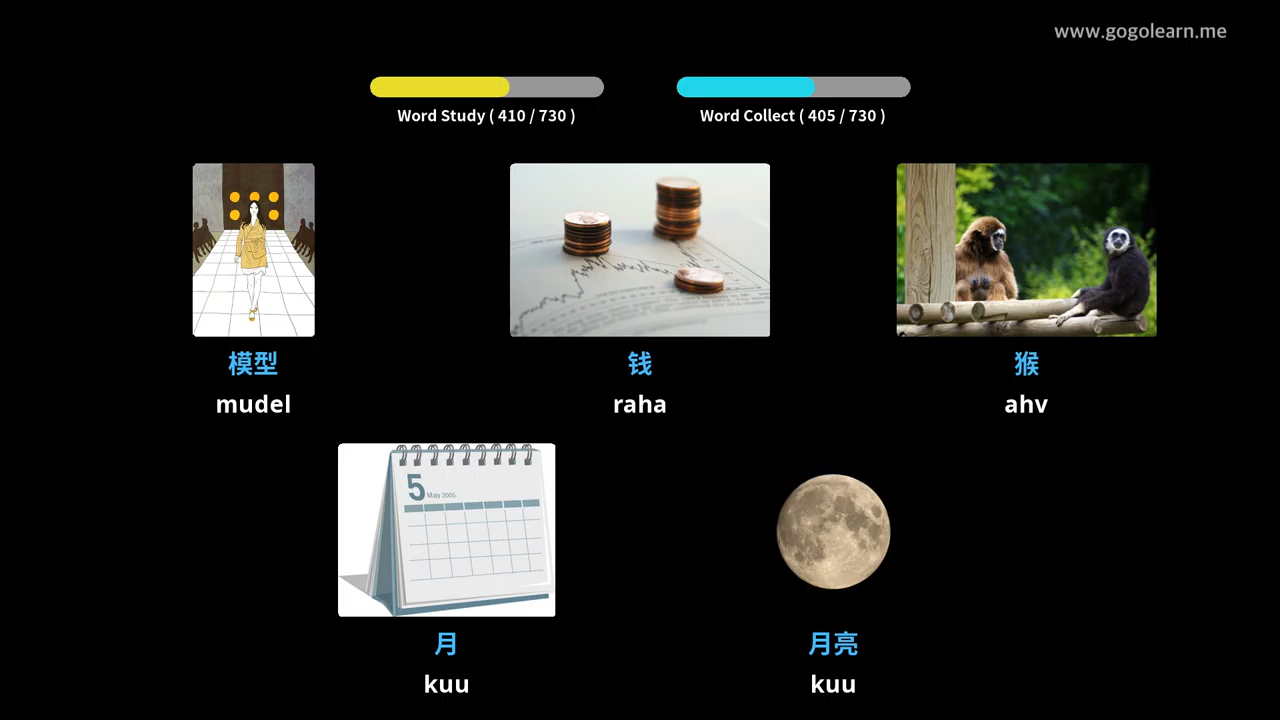 www.gogolearn.me
Word Study ( 410 / 730 )
Word Collect ( 405 / 730 )
模型
mudel
钱
raha
猴
ahv
5 May 2005
月
kuu
月亮
kuu